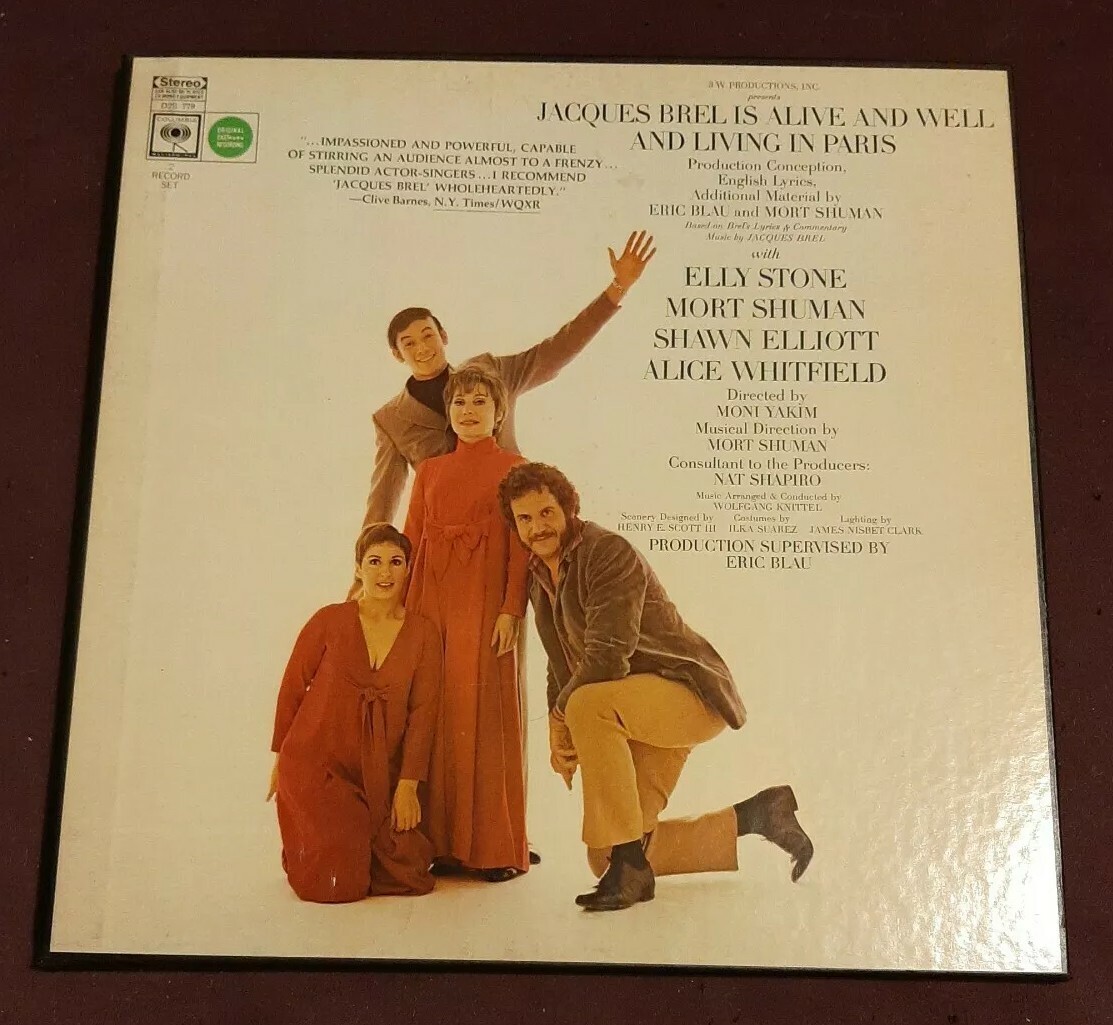 Stereo
D2S 779
COLUMBIA
ORIGINAL
CAST
RECORDING
RECORD
SET
"...IMPASSIONED AND POWERFUL, CAPABLE
OF STIRRING AN AUDIENCE ALMOST TO A FRENZY...
SPLENDID ACTOR-SINGERS...I RECOMMEND
'JACQUES BREL' WHOLEHEARTEDLY."
—Clive Barnes, N.Y. Times/WQXR
3W PRODUCTIONS, INC.
presents
JACQUES BREL IS ALIVE AND WELL
AND LIVING IN PARIS
Production Conception,
English Lyrics,
Additional Material by
ERIC BLAU and MORT SHUMAN
Based on Brel's Lyrics & Commentary
Music by JACQUES BREL
with
ELLY STONE
MORT SHUMAN
SHAWN ELLIOTT
ALICE WHITFIELD
Directed by
MONI YAKIM
Musical Direction by
MORT SHUMAN
Consultant to the Producers:
NAT SHAPIRO
Music Arranged & Conducted by
WOLFGANG KNITTEL
Scenery Designed by Costumes by Lighting by
HENRY E. SCOTT III ILKA SUAREZ JAMES NISBET CLARK
PRODUCTION SUPERVISED BY
ERIC BLAU